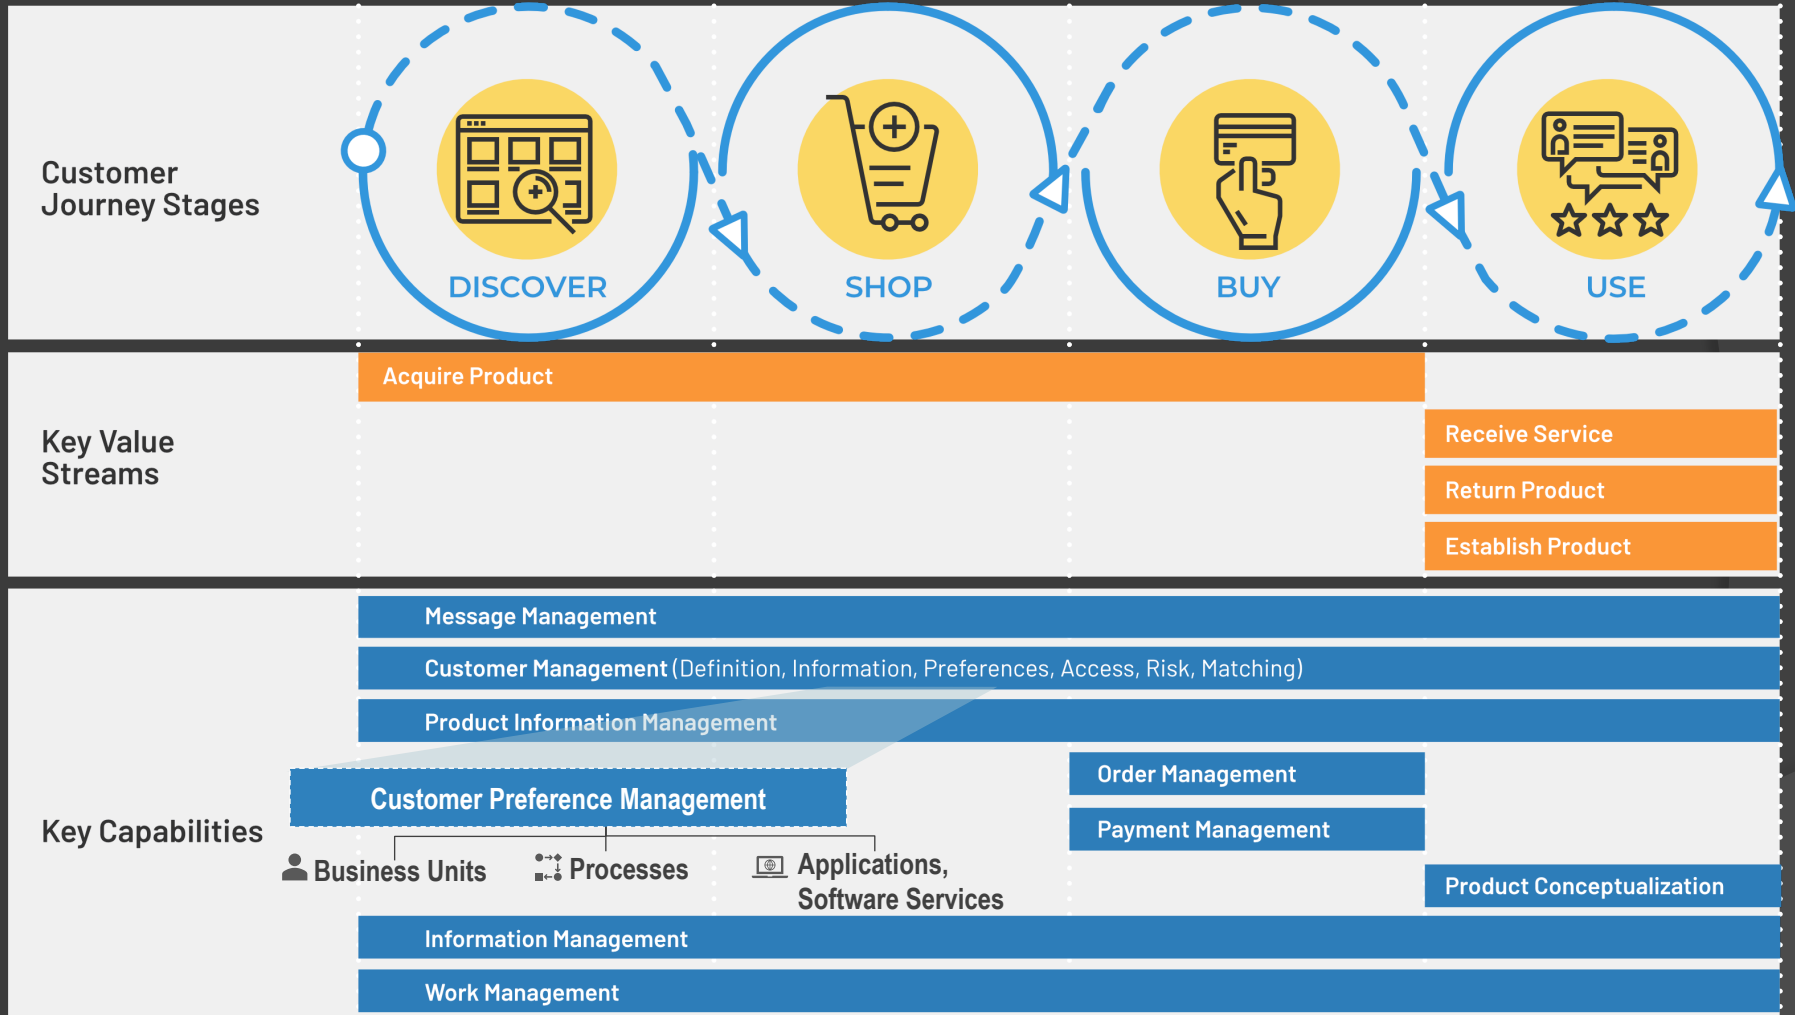 Customer
Journey Stages
DISCOVER
SHOP
BUY
USE
Key Value
Streams
Acquire Product
Receive Service
Return Product
Establish Product
Key Capabilities
Message Management
Customer Management (Definition, Information, Preferences, Access, Risk, Matching)
Product Information Management
Order Management
Customer Preference Management
Payment Management
Business Units
Processes
Applications,
Software Services
Product Conceptualization
Information Management
Work Management